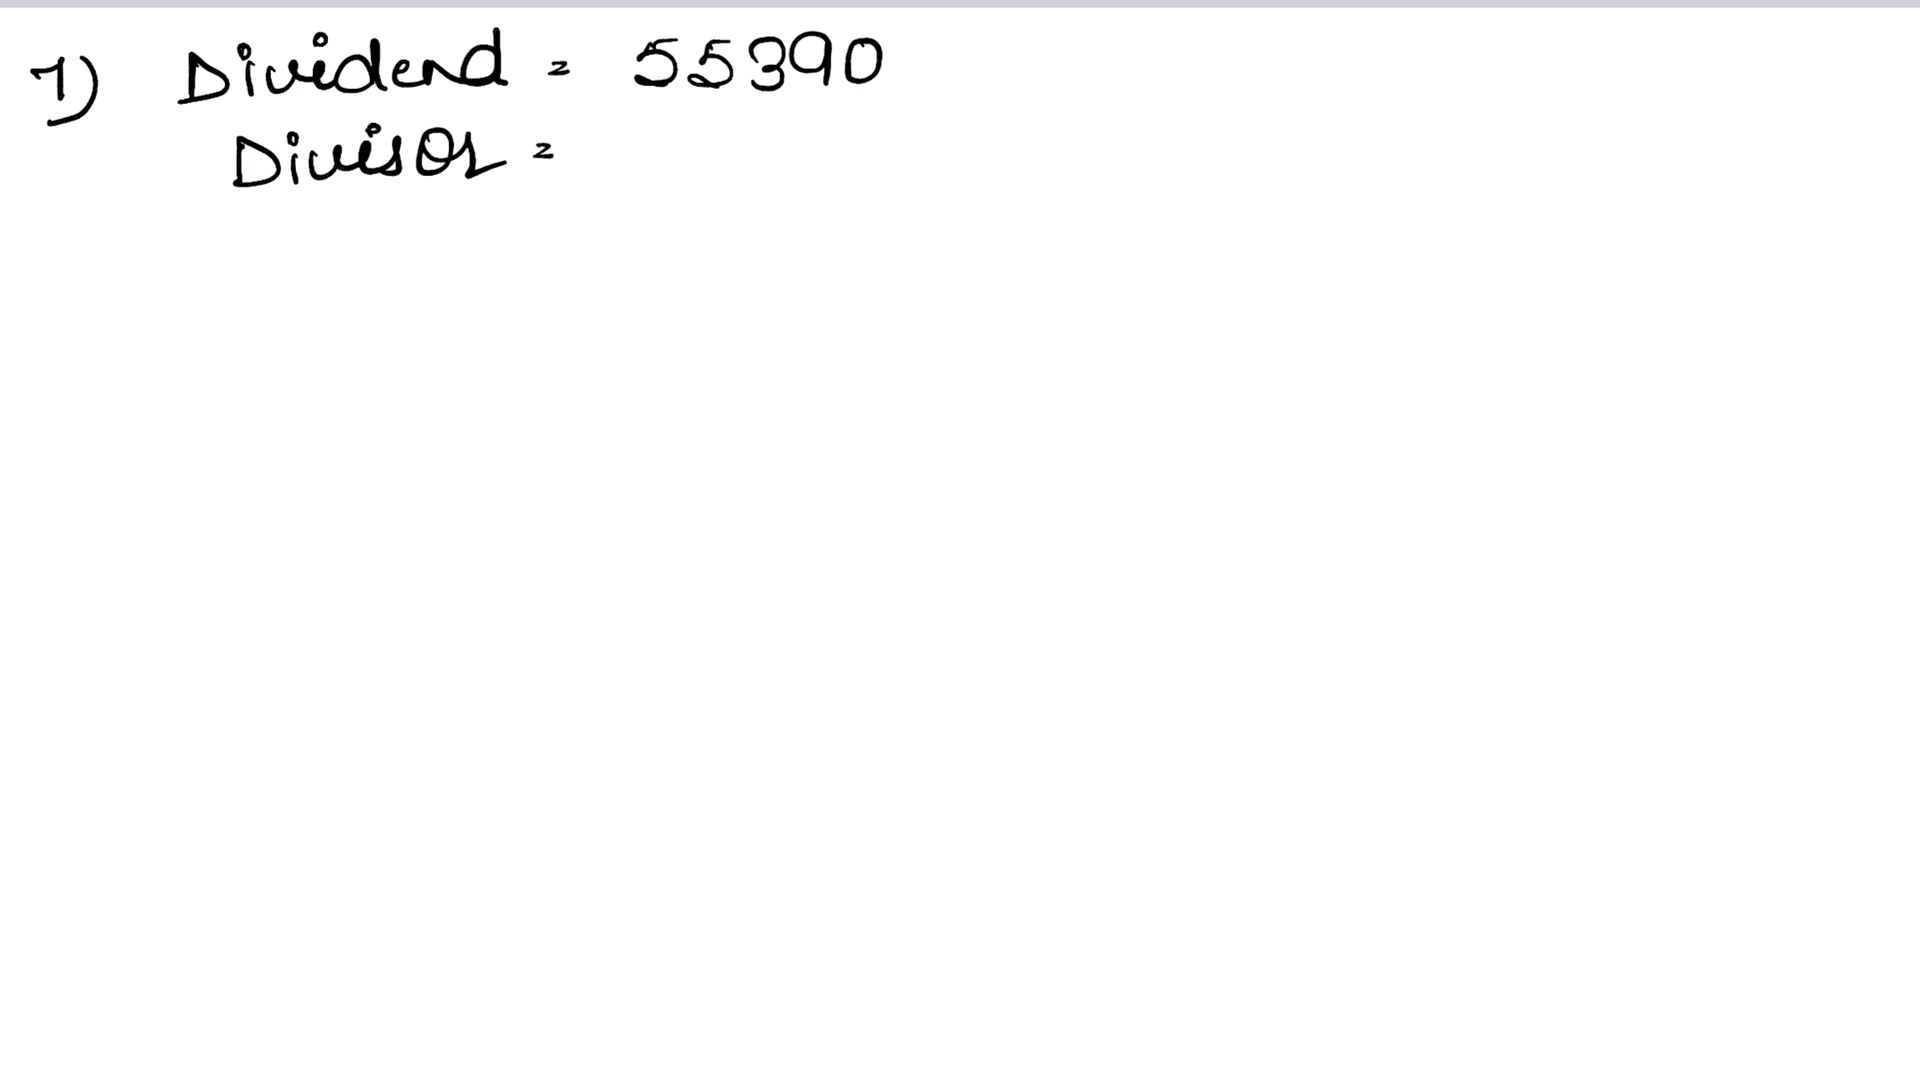 1) Dividend = 55390
Divisor =